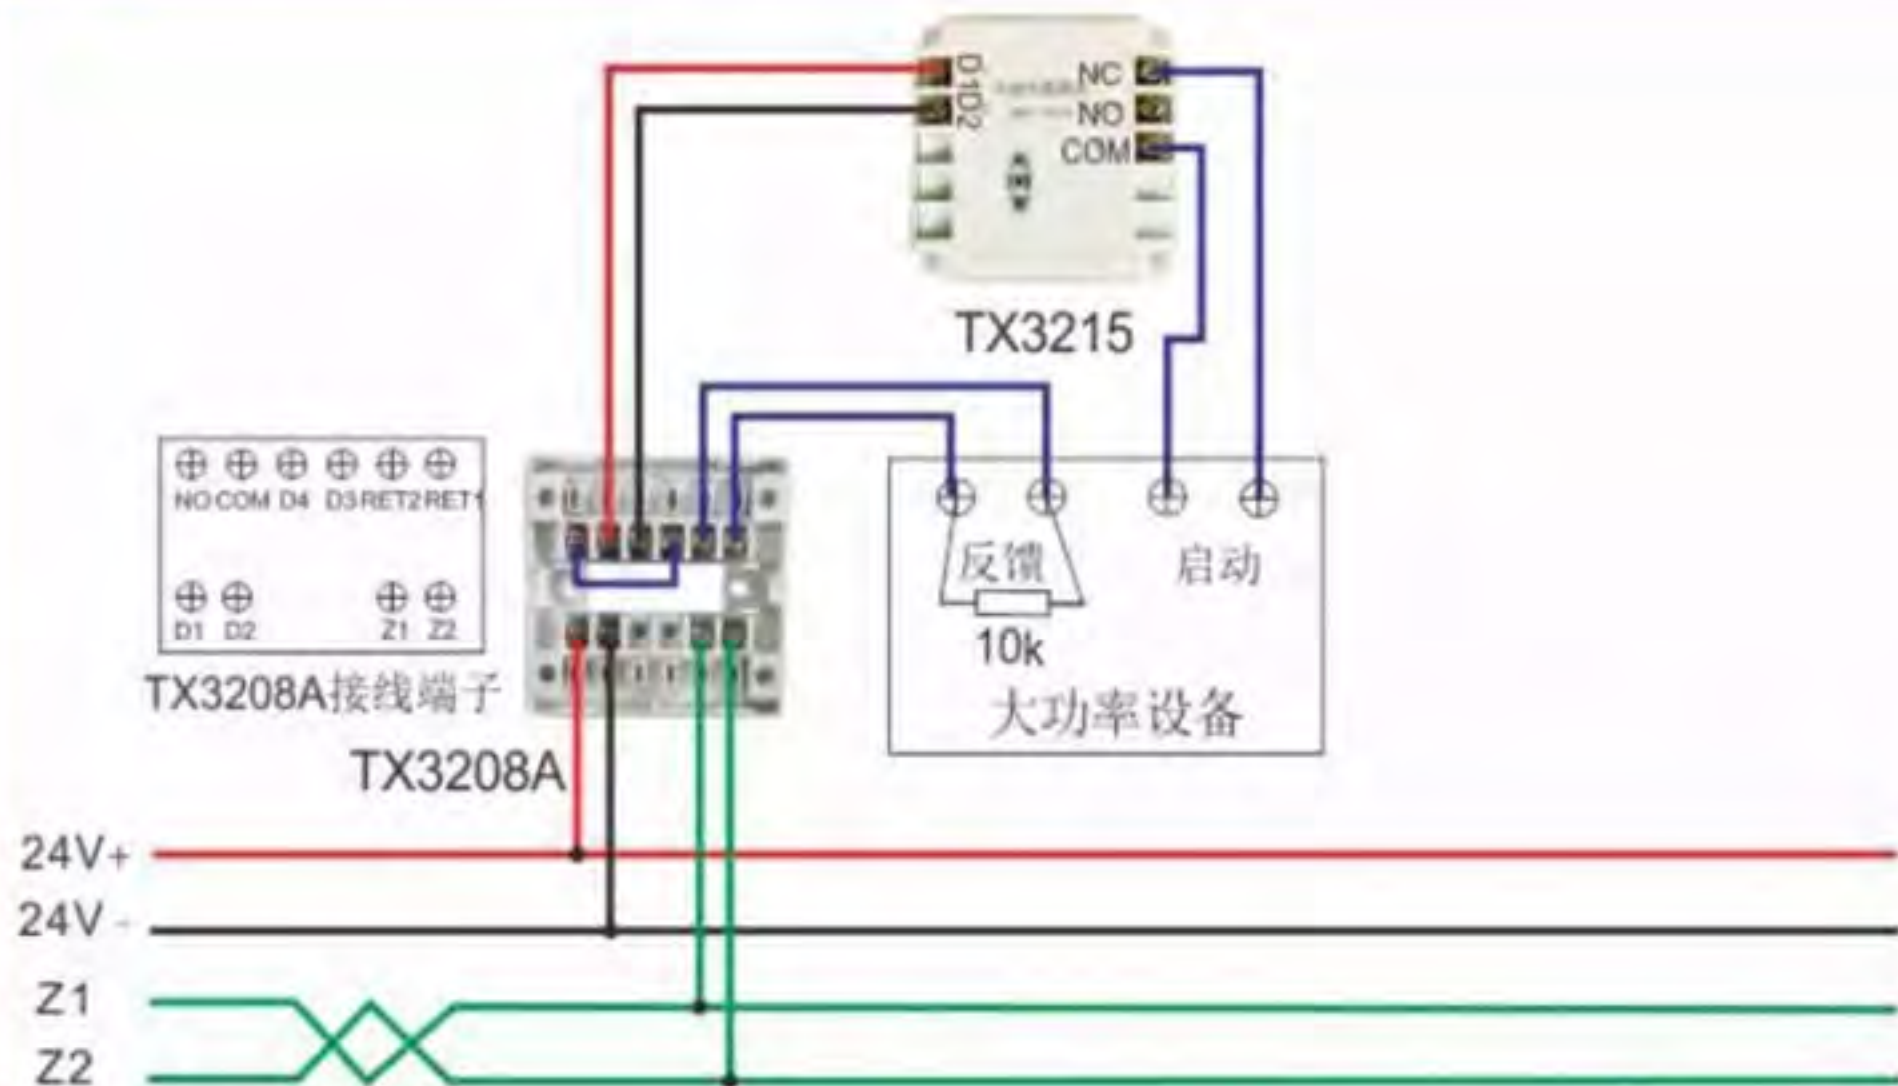 D1D2
NC
NO
COM
TX3215
NO COM D4 D3 RET2 RET1
D1 D2 Z1 Z2
TX3208A接线端子
TX3208A
反馈
启动
10k
大功率设备
24V+
24V-
Z1
Z2